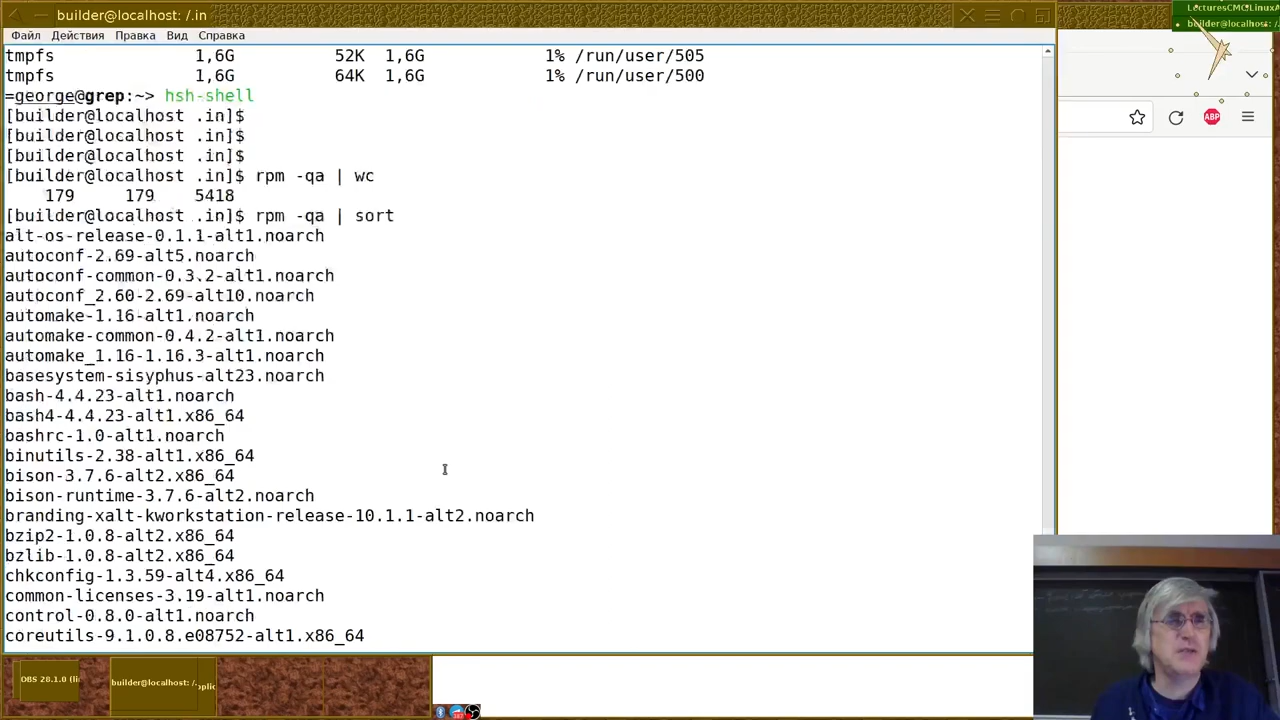 builder@localhost: /.in
LecturesCMC/LinuxA
builder@localhost: /.in
Файл Действия Правка Вид Справка
tmpfs 1,6G 52K 1,6G 1% /run/user/505
tmpfs 1,6G 64K 1,6G 1% /run/user/500
=george@grep:~> hsh-shell
[builder@localhost .in]$
[builder@localhost .in]$
[builder@localhost .in]$
[builder@localhost .in]$ rpm -qa | wc
179 179 5418
[builder@localhost .in]$ rpm -qa | sort
alt-os-release-0.1.1-alt1.noarch
autoconf-2.69-alt5.noarch
autoconf-common-0.3.2-alt1.noarch
autoconf_2.60-2.69-alt10.noarch
automake-1.16-alt1.noarch
automake-common-0.4.2-alt1.noarch
automake_1.16-1.16.3-alt1.noarch
basesystem-sisyphus-alt23.noarch
bash-4.4.23-alt1.noarch
bash4-4.4.23-alt1.x86_64
bashrc-1.0-alt1.noarch
binutils-2.38-alt1.x86_64
bison-3.7.6-alt2.x86_64
bison-runtime-3.7.6-alt2.noarch
branding-xalt-kworkstation-release-10.1.1-alt2.noarch
bzip2-1.0.8-alt2.x86_64
bzlib-1.0.8-alt2.x86_64
chkconfig-1.3.59-alt4.x86_64
common-licenses-3.19-alt1.noarch
control-0.8.0-alt1.noarch
coreutils-9.1.0.8.e08752-alt1.x86_64
ABP
OBS 28.1.0 (li
builder@localhost: /.